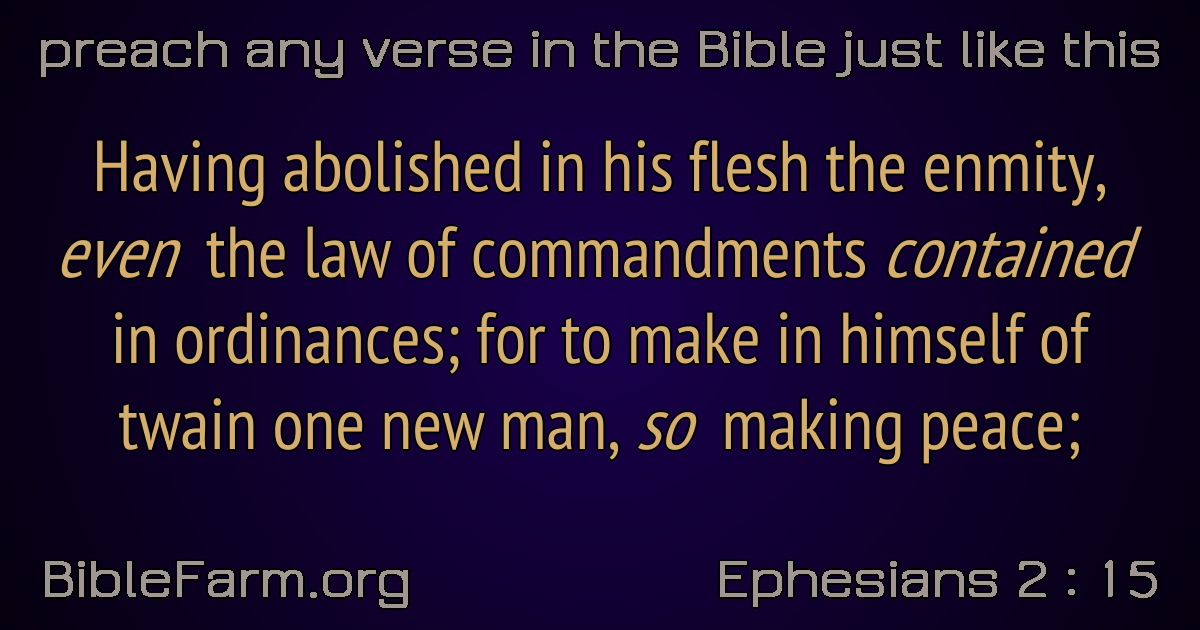 preach any verse in the Bible just like this
Having abolished in his flesh the enmity,
even the law of commandments contained
in ordinances; for to make in himself of
twain one new man, so making peace;
BibleFarm.org
Ephesians 2 : 15